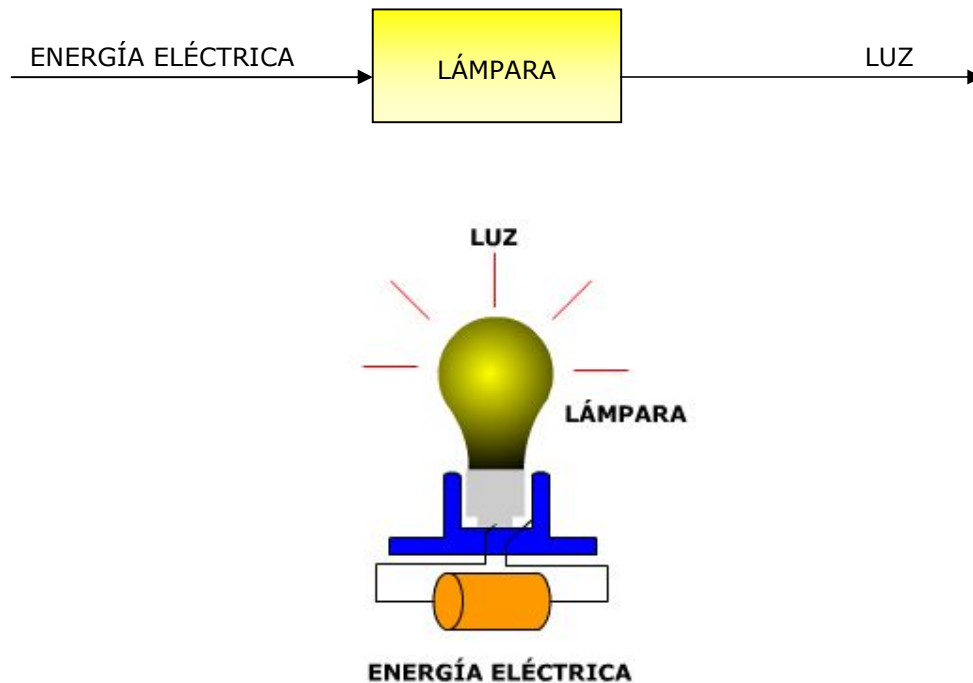 ENERGÍA ELÉCTRICA
LÁMPARA
LUZ
LUZ
LÁMPARA
ENERGÍA ELÉCTRICA